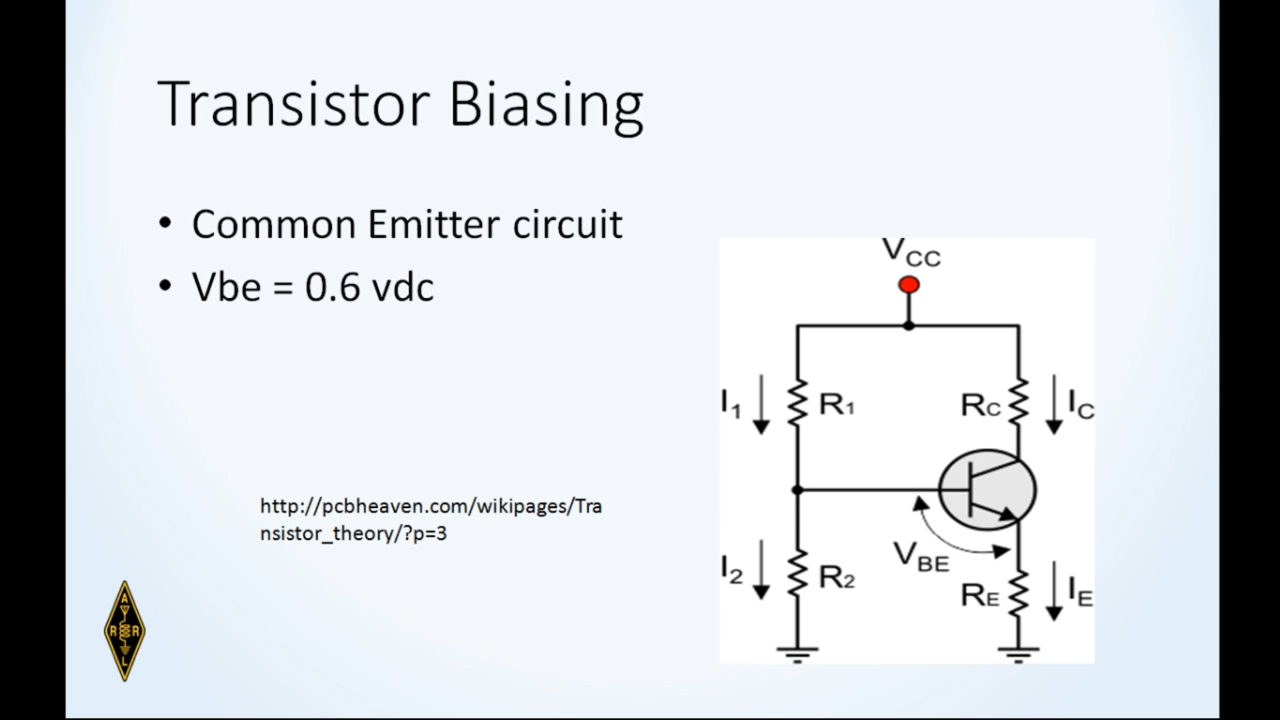 Transistor Biasing
• Common Emitter circuit
• Vbe = 0.6 vdc
http://pcbheaven.com/wikipages/Tra
nsistor_theory/?p=3
VCC
I1
R1
RC
IC
I2
R2
VBE
RE
IE
A
R R
L